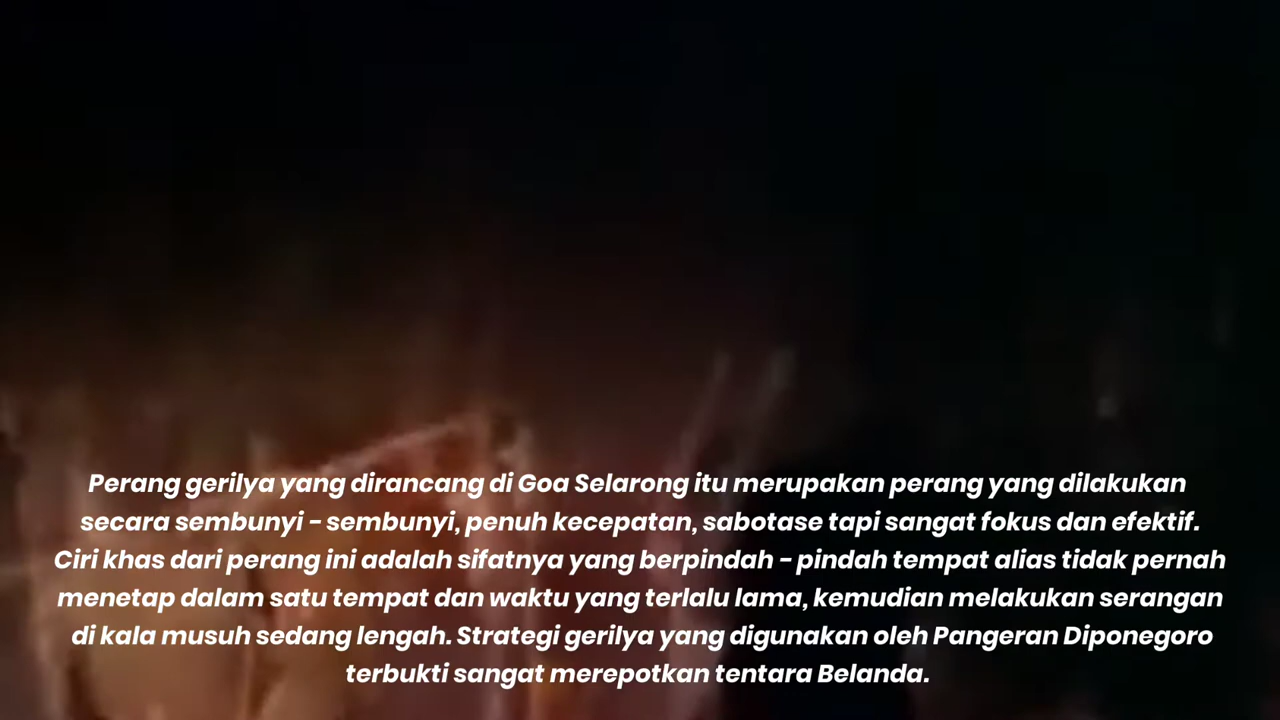 Perang gerilya yang dirancang di Goa Selarong itu merupakan perang yang dilakukan
secara sembunyi - sembunyi, penuh kecepatan, sabotase tapi sangat fokus dan efektif.
Ciri khas dari perang ini adalah sifatnya yang berpindah - pindah tempat alias tidak pernah
menetap dalam satu tempat dan waktu yang terlalu lama, kemudian melakukan serangan
di kala musuh sedang lengah. Strategi gerilya yang digunakan oleh Pangeran Diponegoro
terbukti sangat merepotkan tentara Belanda.